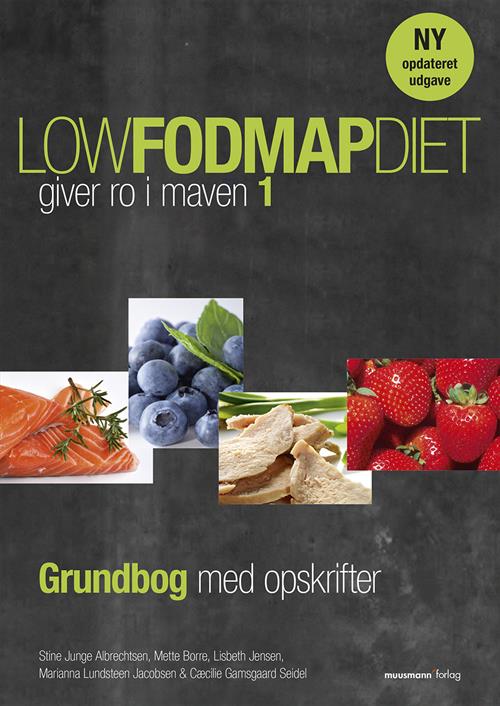 NY
opdateret
udgave
LOWFODMAPDIET
giver ro i maven 1
Grundbog med opskrifter
Stine Junge Albrechtsen, Mette Borre, Lisbeth Jensen,
Marianna Lundsteen Jacobsen & Cæcilie Gamsgaard Seidel
muusmann'forlag